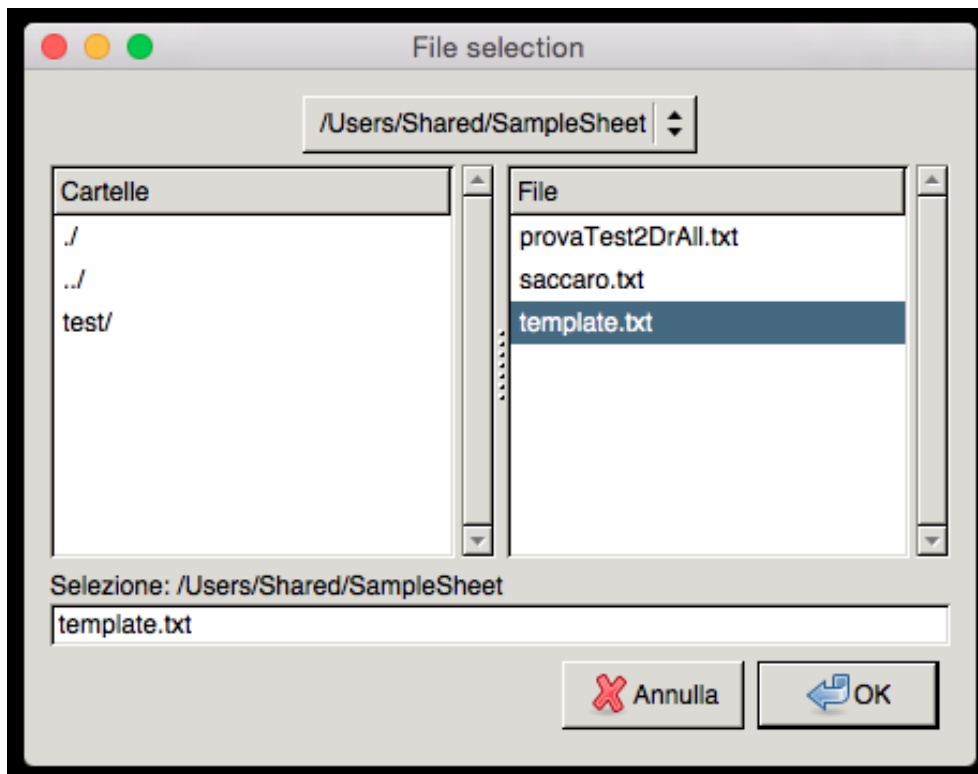 File selection
/Users/Shared/SampleSheet
Cartelle
./
../
test/
File
provaTest2DrAll.txt
saccaro.txt
template.txt
Selezione: /Users/Shared/SampleSheet
template.txt
Annulla
OK